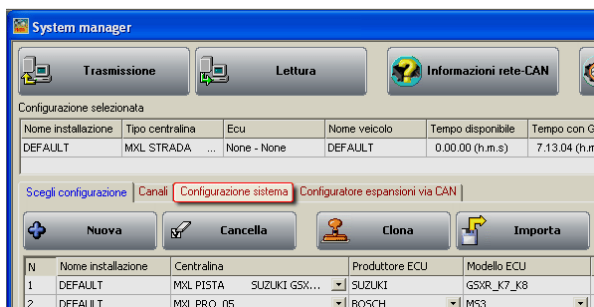 System manager
Trasmissione Lettura Informazioni rete-CAN
Configurazione selezionata
Nome installazione Tipo centralina Ecu Nome veicolo Tempo disponibile Tempo con G
DEFAULT MXL STRADA ... None - None DEFAULT 0.00.00 (h.m.s) 7.13.04 (h.m
Scegli configurazione Canali Configurazione sistema Configuratore espansioni via CAN
Nuova Cancella Clona Importa
N Nome installazione Centralina Produttore ECU Modello ECU
1 DEFAULT MXL PISTA SUZUKI GSX... SUZUKI GSXR_K7_K8
2 DEFAULT MXL PRO 05 BOSCH MS3